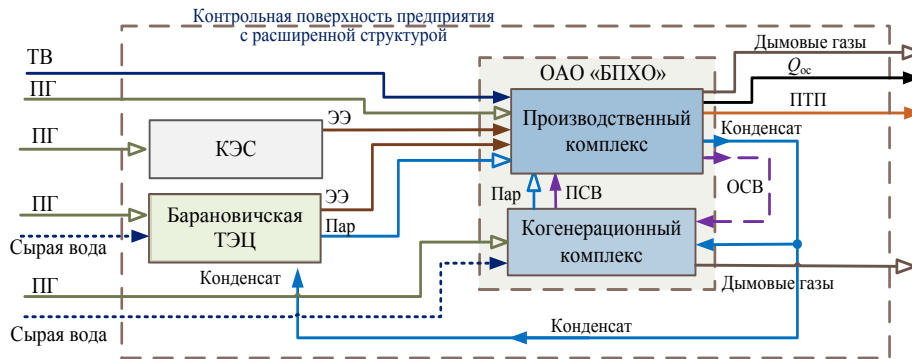 Контрольная поверхность предприятия
с расширенной структурой
Дымовые газы
ТВ
ОАО «БПХО»
Qос
ПГ
ПТП
ЭЭ
Производственный
комплекс
Конденсат
ПГ
КЭС
ЭЭ
Пар
ПСВ
ОСВ
ПГ
Барановичская
ТЭЦ
Пар
Сырая вода
Когенерационный
комплекс
Конденсат
ПГ
Дымовые газы
Сырая вода
Конденсат